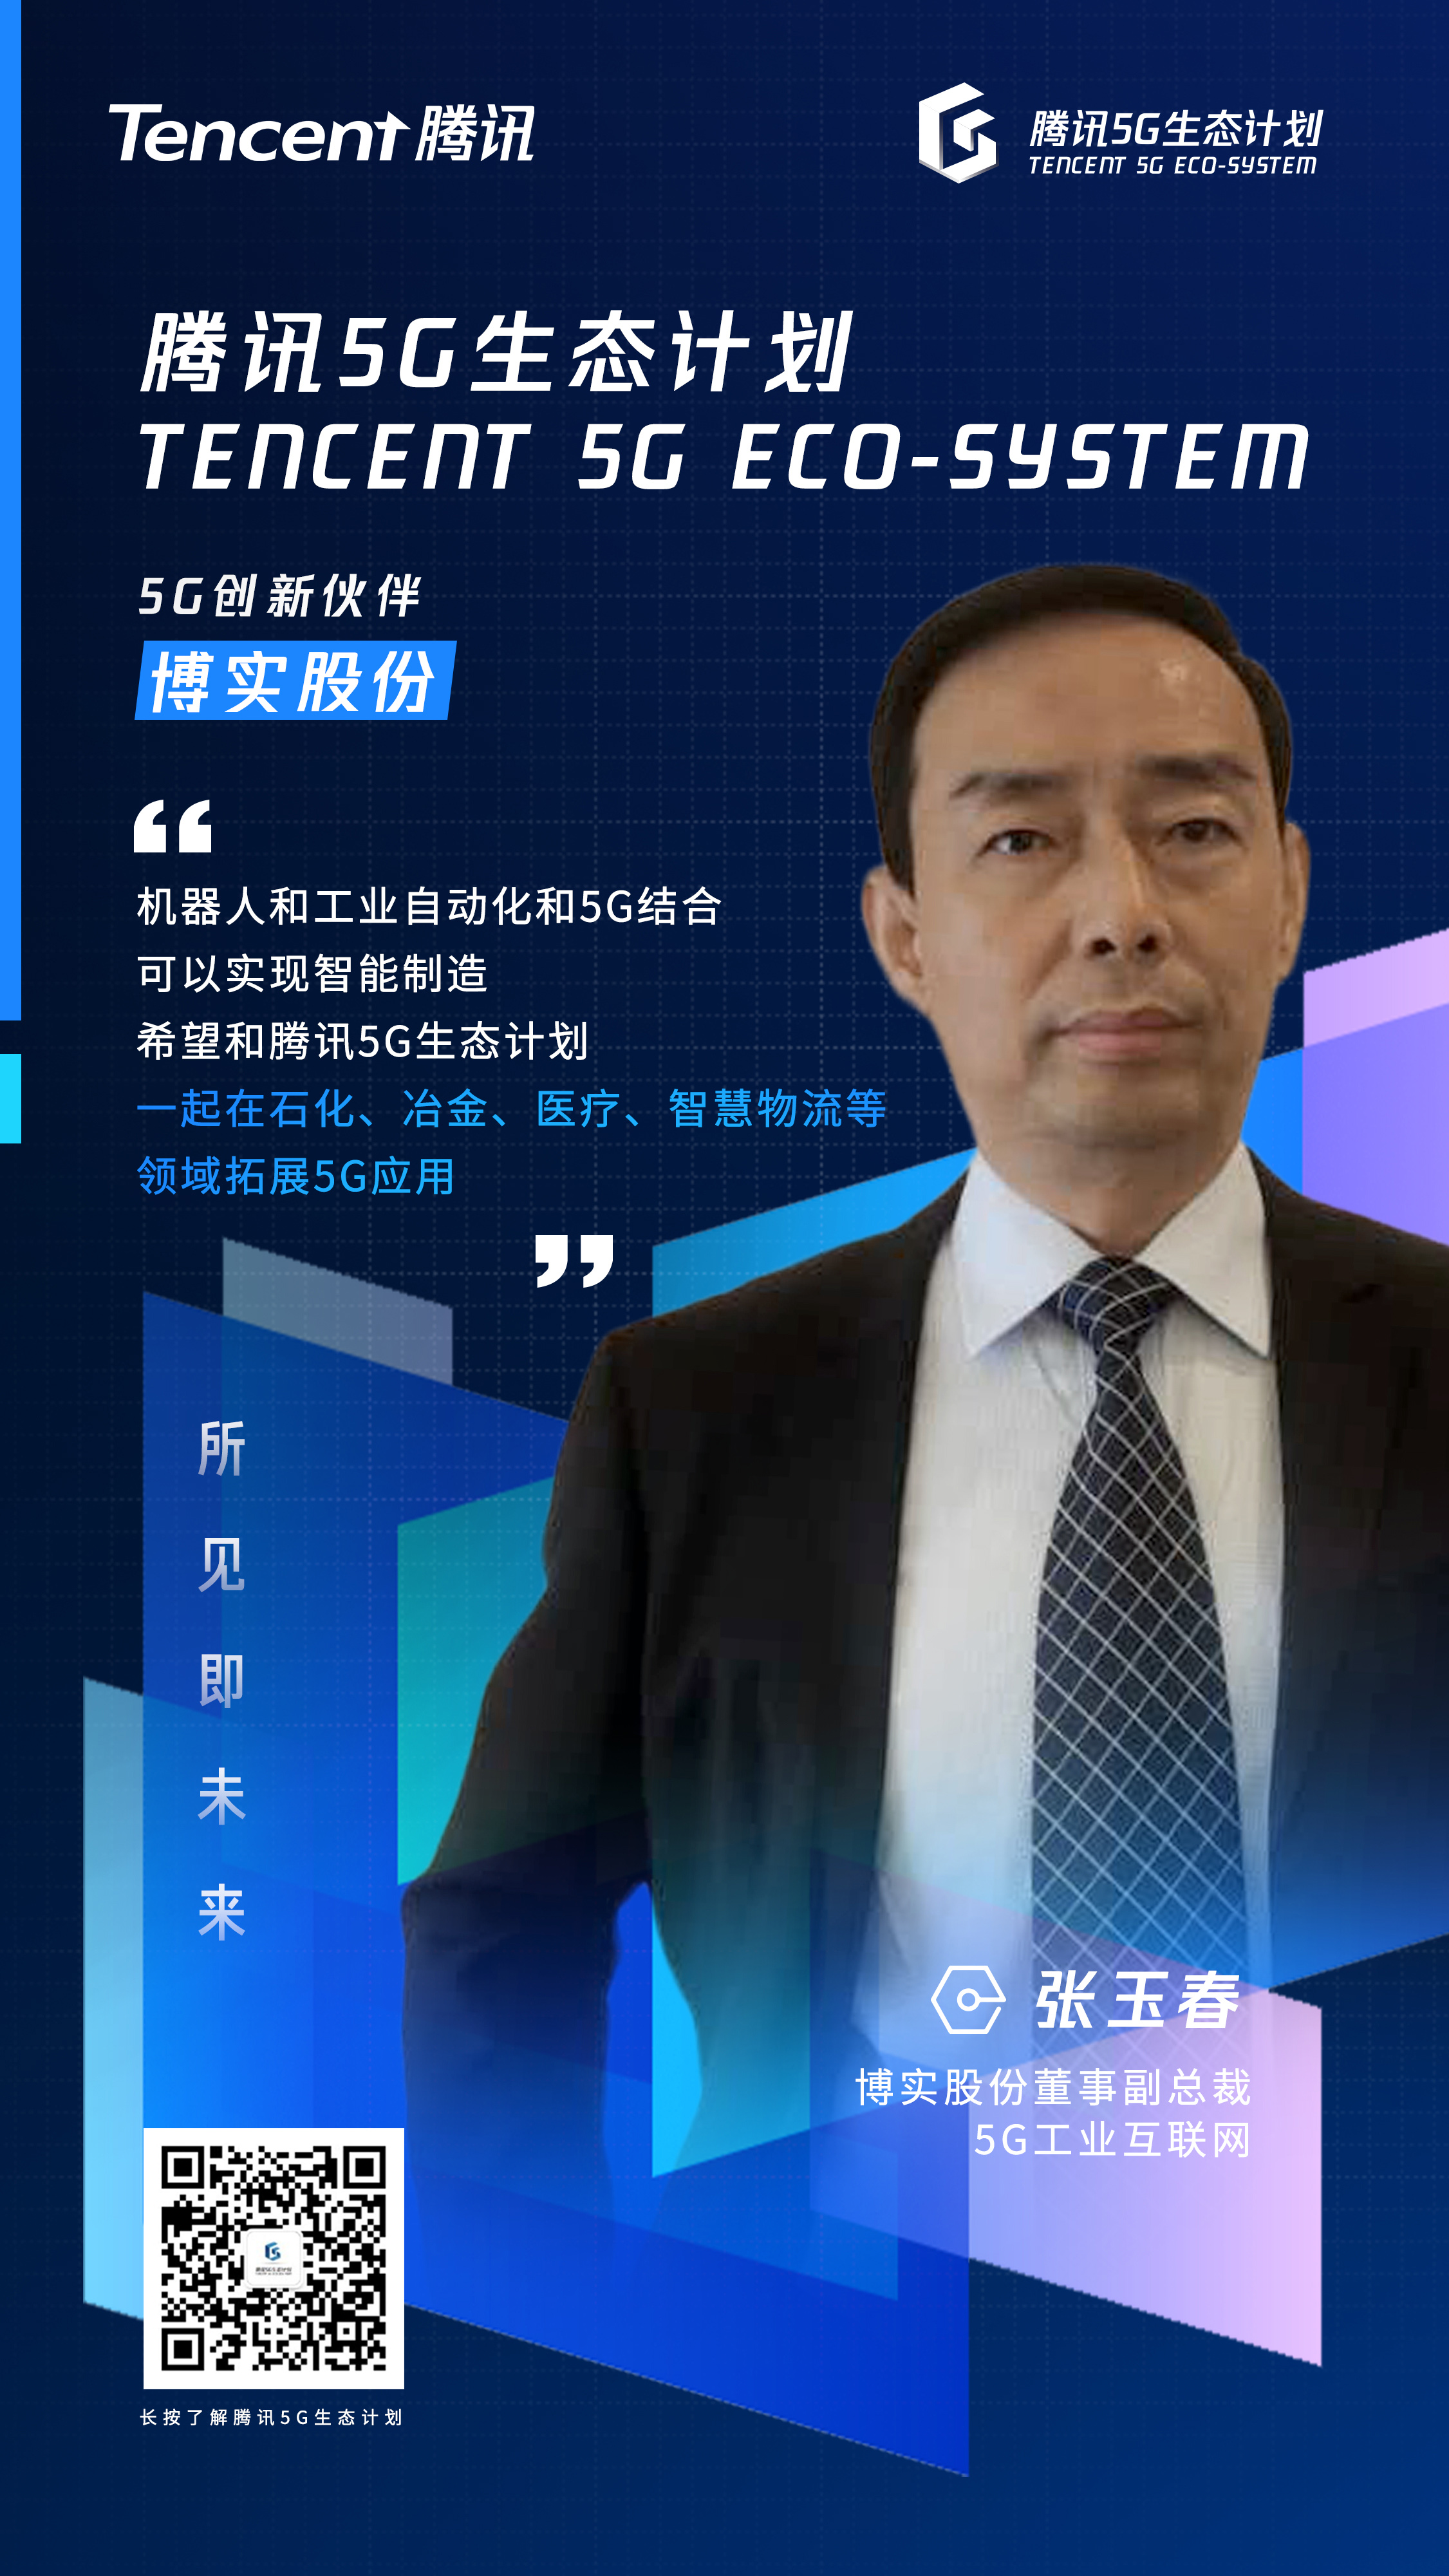 Tencent腾讯
腾讯5G生态计划
TENCENT 5G ECO-SYSTEM
腾讯5G生态计划
TENCENT 5G ECO-SYSTEM
5G创新伙伴
博实股份
“
机器人和工业自动化和5G结合
可以实现智能制造
希望和腾讯5G生态计划
一起在石化、冶金、医疗、智慧物流等
领域拓展5G应用
”
所见即未来
张玉春
博实股份董事副总裁
5G工业互联网
长按了解腾讯5G生态计划